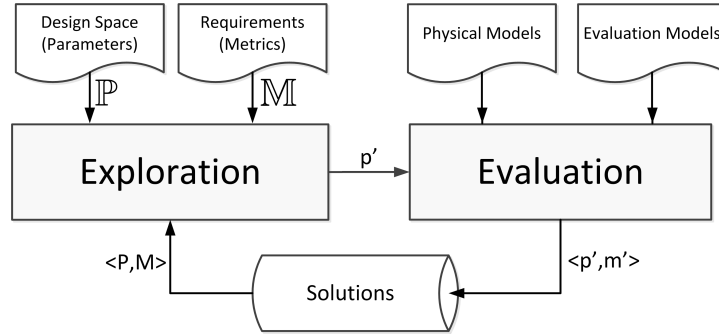 Design Space
(Parameters)
Requirements
(Metrics)
Physical Models
Evaluation Models
ℙ
𝕄
Exploration
p’
Evaluation
<P,M>
<p’,m’>
Solutions